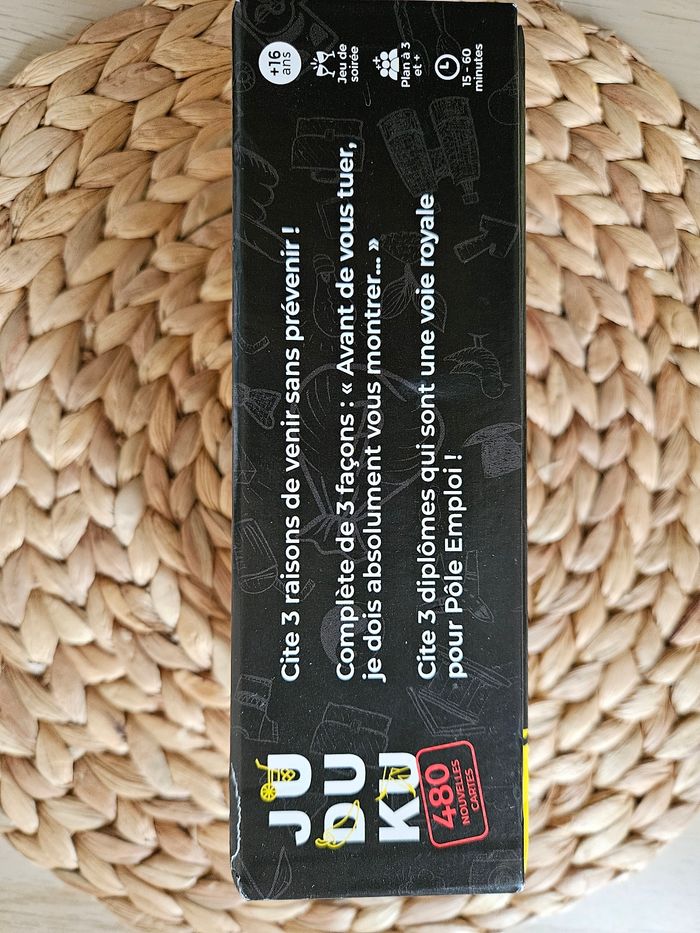 JU
DU
KU
480
NOUVELLES
CARTES
Cite 3 raisons de venir sans prévenir !
Complète de 3 façons : « Avant de vous tuer,
je dois absolument vous montrer... »
Cite 3 diplômes qui sont une voie royale
pour Pôle Emploi !
+16
ans
Jeu de
soirée
Plan à 3
et +
15 - 60
minutes